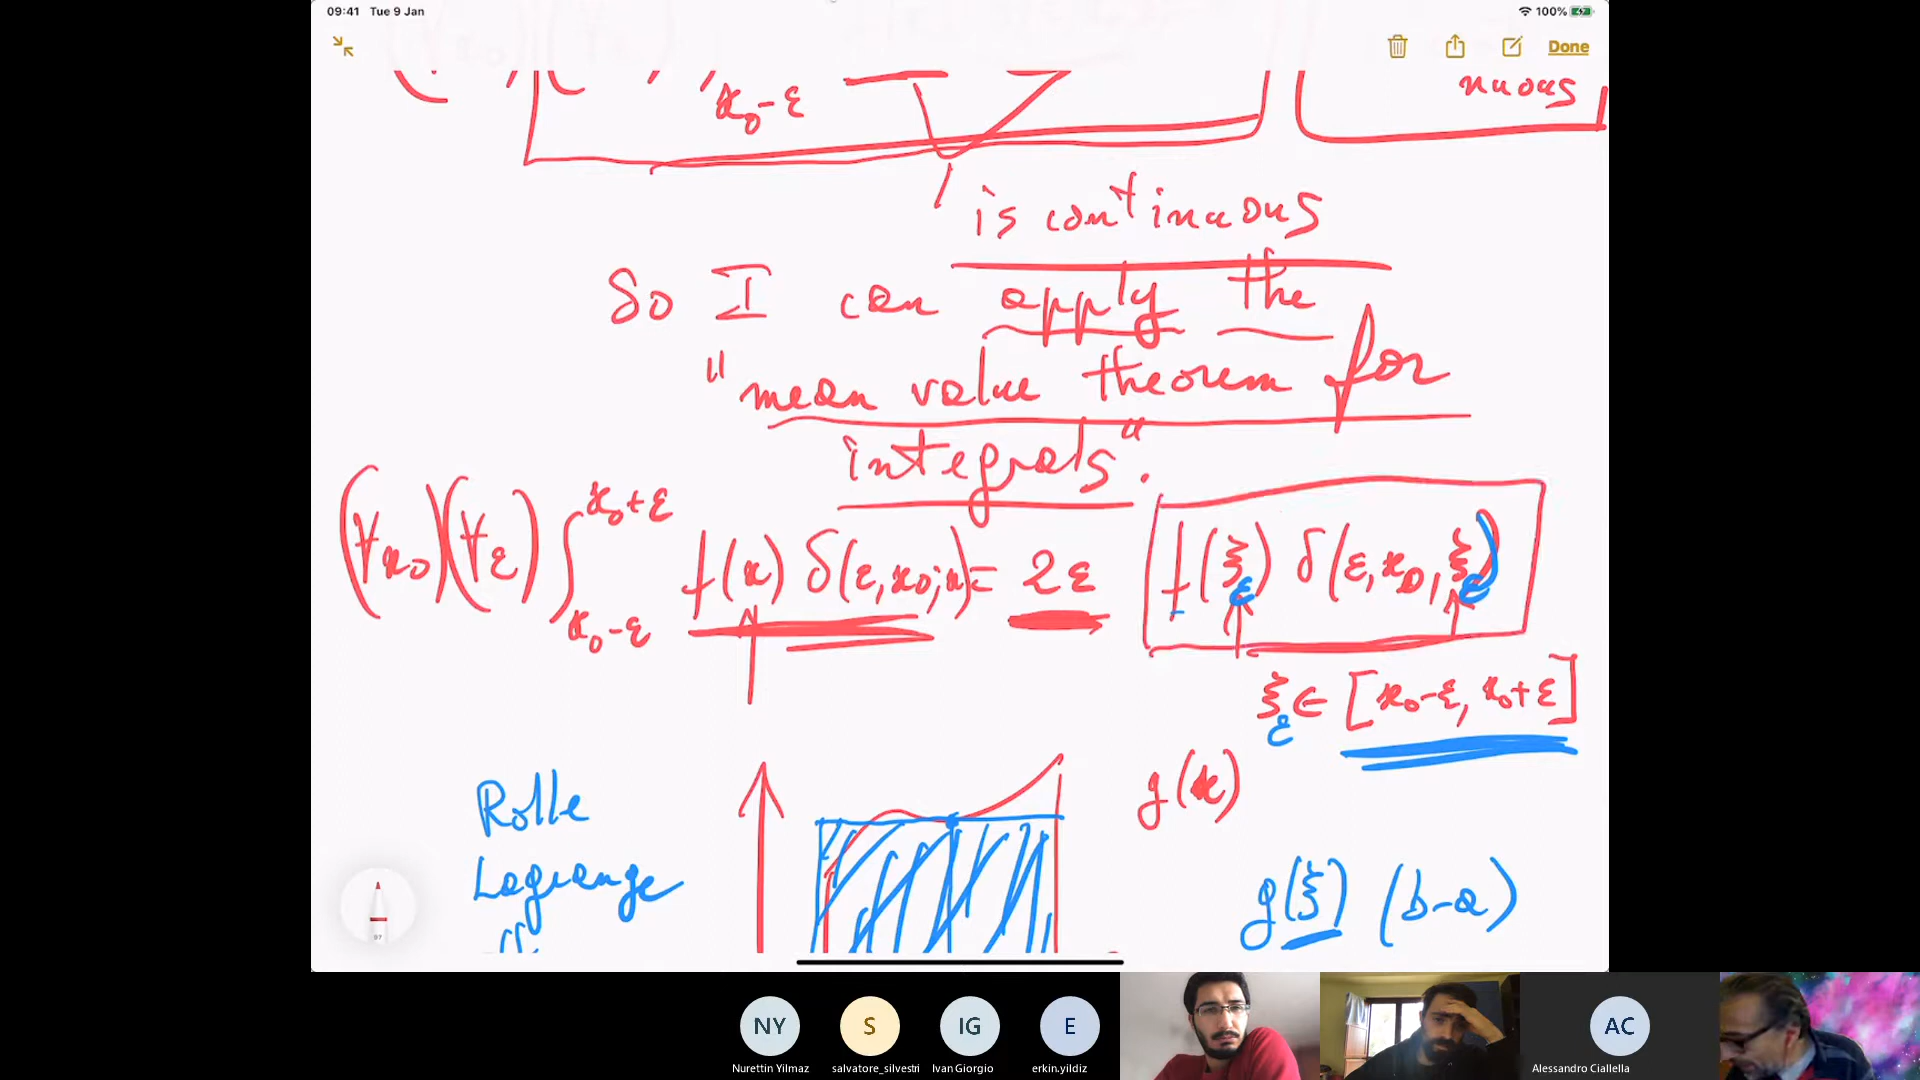 09:41 Tue 9 Jan
100%
Done
x₀-ε
nuous
is continuous
So I can apply the
"mean value theorem for
integrals".
(∀x₀)(∀ε) ∫ x₀+ε x₀-ε f(x) δ(ε,x₀;x) = 2ε f(ξ_ε) δ(ε,x₀,ξ_ε)
ξ_ε ∈ [x₀-ε, x₀+ε]
Rolle
g(x)
Lagrange
g(ξ) (b-a)
97
NY
S
IG
E
AC
Nurettin Yilmaz
salvatore_silvestri
Ivan Giorgio
erkin.yildiz
Alessandro Ciallella